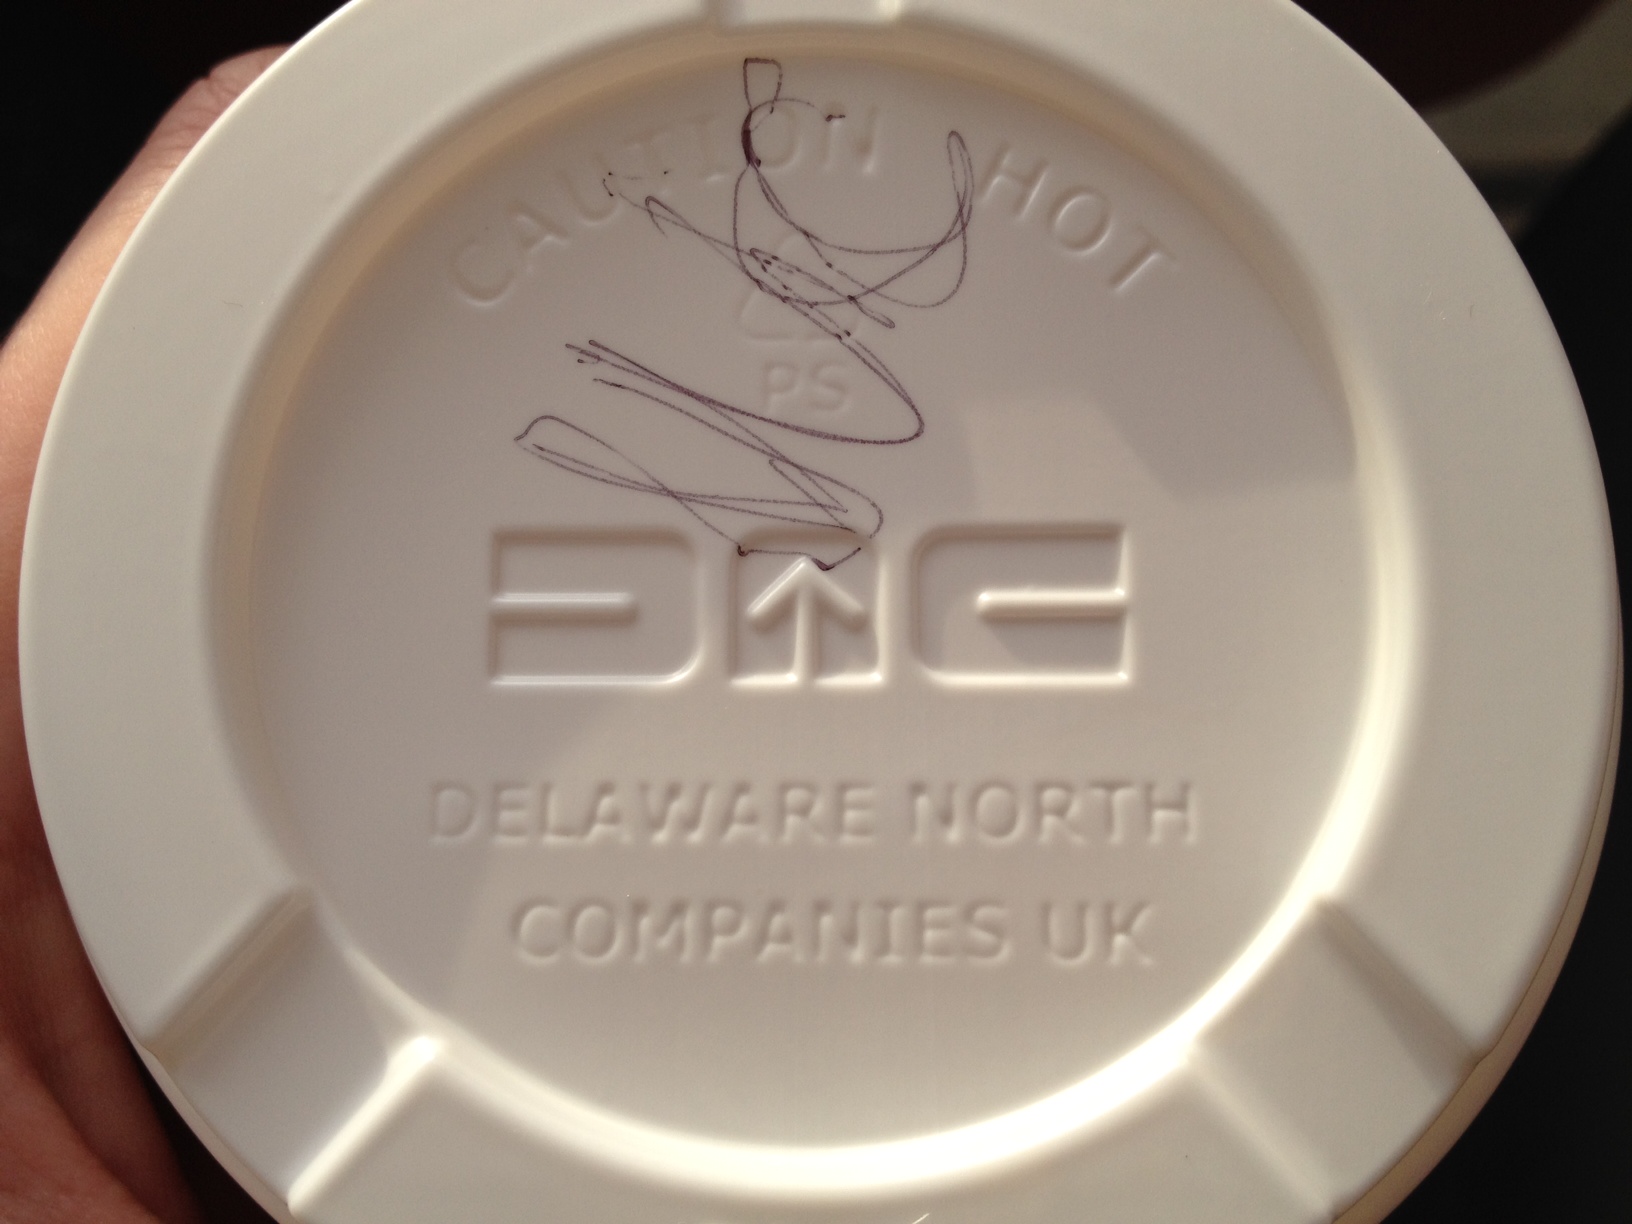 CAUTION HOT
PS
DNC
DELAWARE NORTH
COMPANIES UK